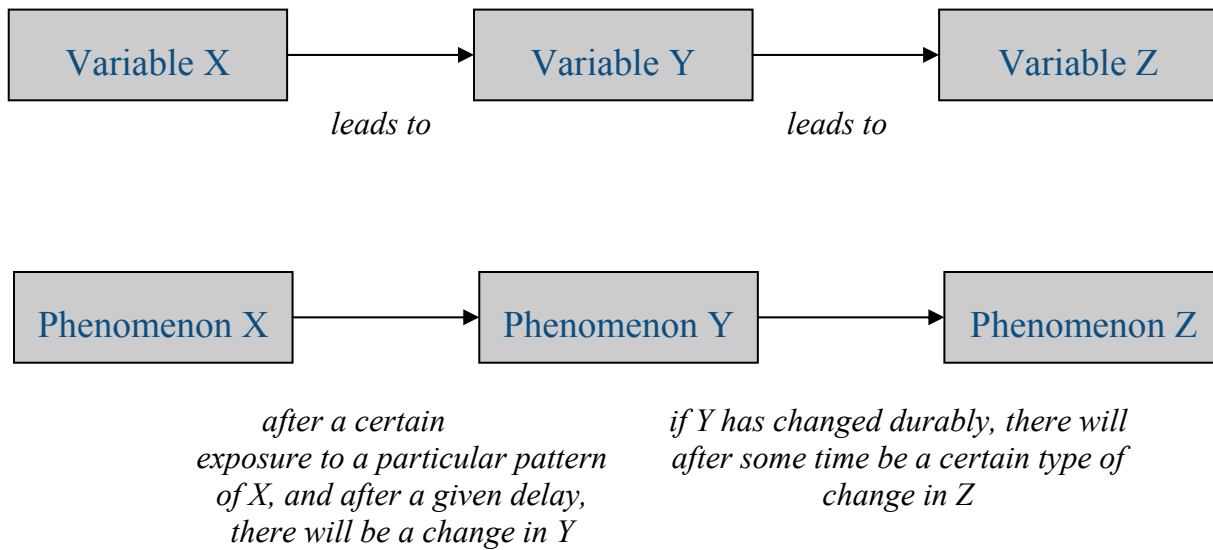 Variable X
Variable Y
Variable Z
leads to
leads to
Phenomenon X
Phenomenon Y
Phenomenon Z
after a certain
exposure to a particular pattern
of X, and after a given delay,
there will be a change in Y
if Y has changed durably, there will
after some time be a certain type of
change in Z